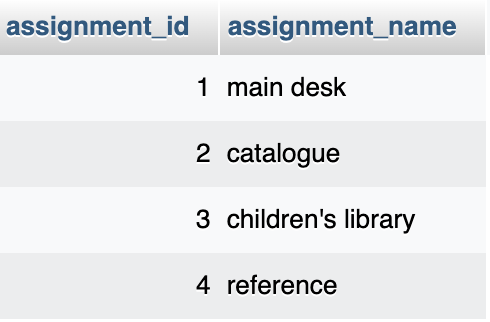 assignment_id assignment_name
1 main desk
2 catalogue
3 children's library
4 reference